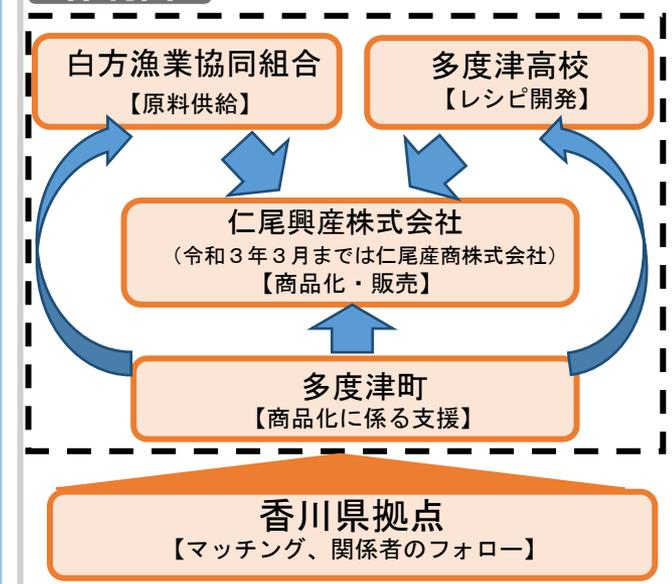 白方漁業協同組合
【原料供給】
多度津高校
【レシピ開発】
仁尾興産株式会社
（令和３年３月までは仁尾産商株式会社）
【商品化・販売】
多度津町
【商品化に係る支援】
香川県拠点
【マッチング、関係者のフォロー】